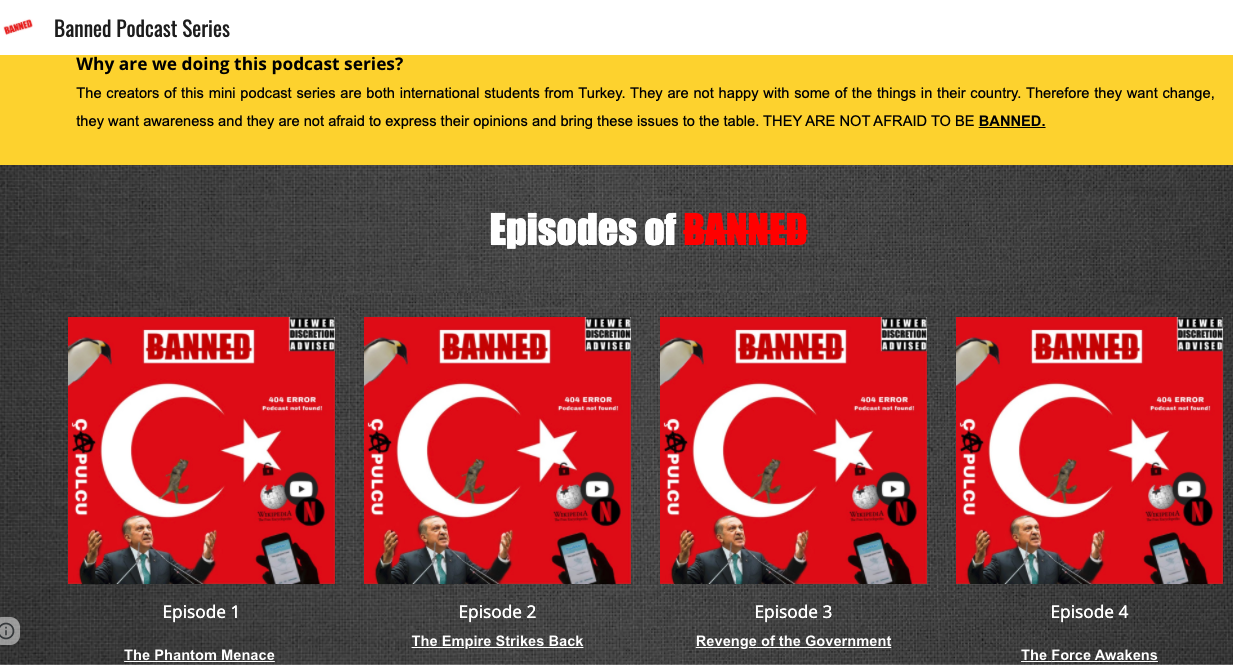 BANNED
Banned Podcast Series
Why are we doing this podcast series?
The creators of this mini podcast series are both international students from Turkey. They are not happy with some of the things in their country. Therefore they want change,
they want awareness and they are not afraid to express their opinions and bring these issues to the table. THEY ARE NOT AFRAID TO BE BANNED.
Episodes of BANNED
VIEWER
DISCRETION
ADVISED
BANNED
404 ERROR
Podcast not found!
ÇAPULCU
WIKIPEDIA
N
VIEWER
DISCRETION
ADVISED
BANNED
404 ERROR
Podcast not found!
ÇAPULCU
WIKIPEDIA
N
VIEWER
DISCRETION
ADVISED
BANNED
404 ERROR
Podcast not found!
ÇAPULCU
WIKIPEDIA
N
VIEWER
DISCRETION
ADVISED
BANNED
404 ERROR
Podcast not found!
ÇAPULCU
WIKIPEDIA
N
Episode 1
Episode 2
Episode 3
Episode 4
The Phantom Menace
The Empire Strikes Back
Revenge of the Government
The Force Awakens